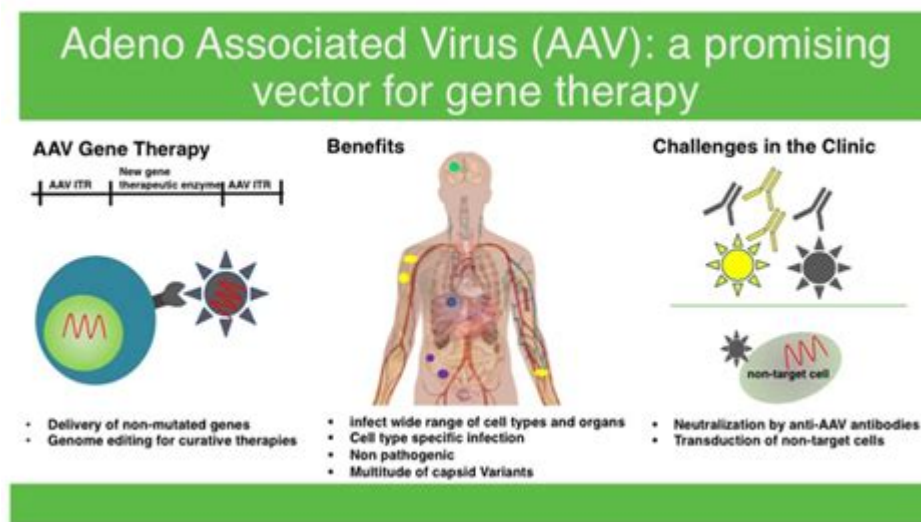 Adeno Associated Virus (AAV): a promising
vector for gene therapy
AAV Gene Therapy
AAV ITR
New gene
therapeutic enzyme
AAV ITR
• Delivery of non-mutated genes
• Genome editing for curative therapies
Benefits
• Infect wide range of cell types and organs
• Cell type specific infection
• Non pathogenic
• Multitude of capsid Variants
Challenges in the Clinic
non-target cell
• Neutralization by anti-AAV antibodies
• Transduction of non-target cells